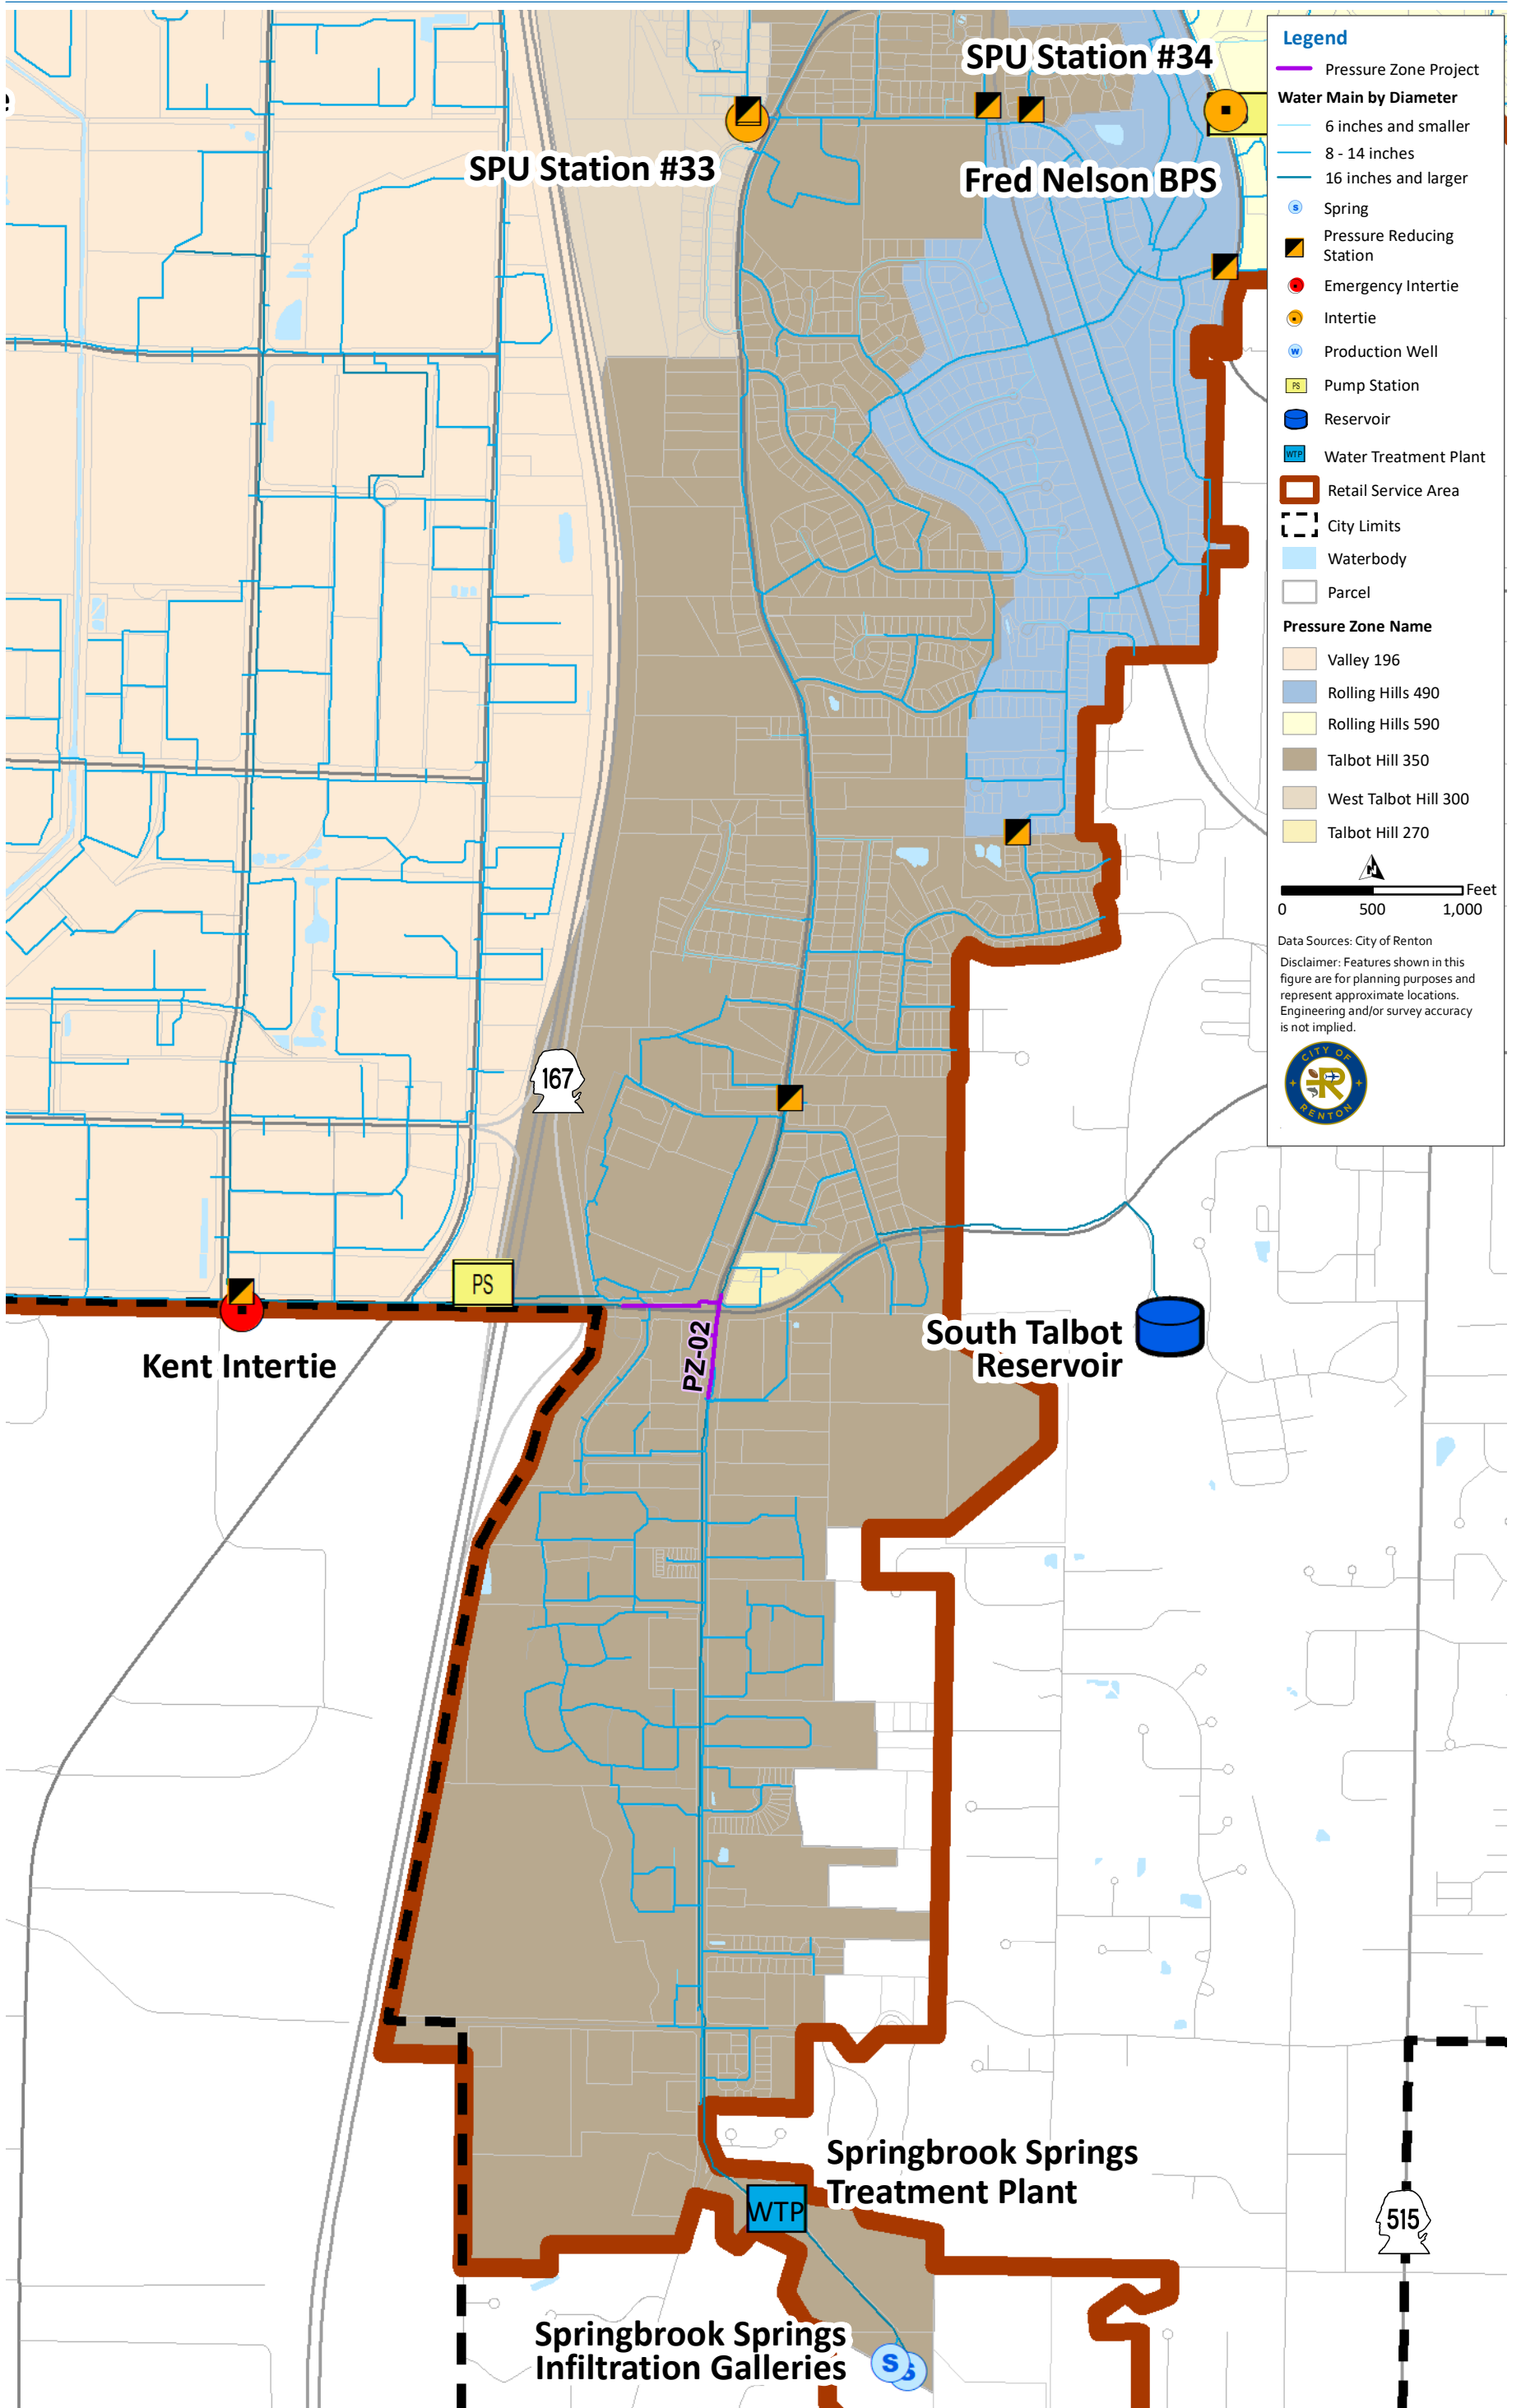 SPU Station #34
SPU Station #33
Fred Nelson BPS
167
PS
Kent Intertie
PZ-02
South Talbot
Reservoir
Springbrook Springs
Treatment Plant
WTP
515
Springbrook Springs
Infiltration Galleries
S
S
Legend
Pressure Zone Project
Water Main by Diameter
6 inches and smaller
8 - 14 inches
16 inches and larger
S Spring
Pressure Reducing
Station
Emergency Intertie
Intertie
W Production Well
PS Pump Station
Reservoir
WTP Water Treatment Plant
Retail Service Area
City Limits
Waterbody
Parcel
Pressure Zone Name
Valley 196
Rolling Hills 490
Rolling Hills 590
Talbot Hill 350
West Talbot Hill 300
Talbot Hill 270
N
Feet
0 500 1,000
Data Sources: City of Renton
Disclaimer: Features shown in this
figure are for planning purposes and
represent approximate locations.
Engineering and/or survey accuracy
is not implied.
CITY OF
R
RENTON